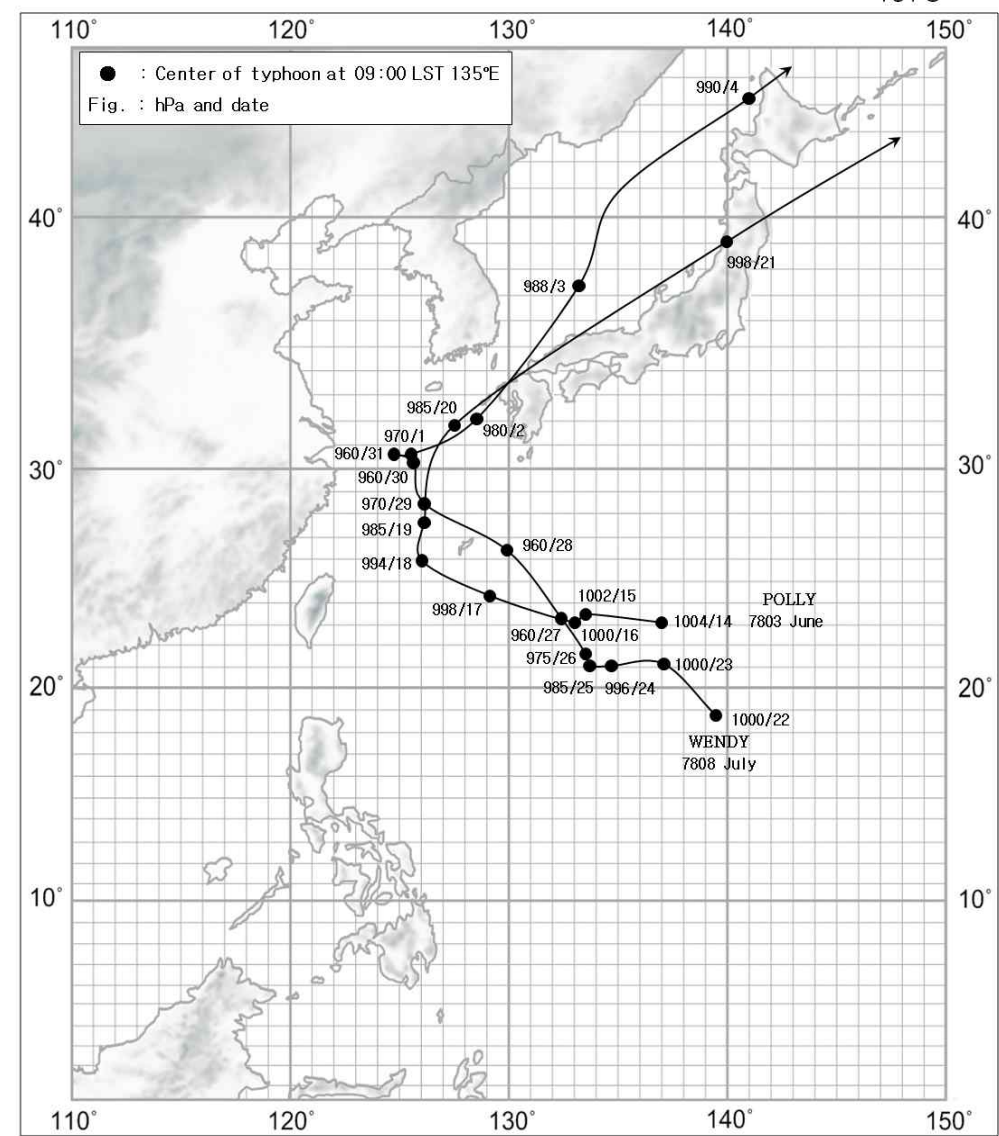 110° 120° 130° 140° 150°
● : Center of typhoon at 09:00 LST 135°E
Fig. : hPa and date
990/4
40° 40°
998/21
988/3
985/20
980/2
970/1
960/31
30° 30°
960/30
970/29
985/19
960/28
994/18
1002/15
POLLY
998/17
960/27 1000/16 1004/14 7803 June
975/26
1000/23
985/25 996/24
20° 20°
1000/22
WENDY
7808 July
10° 10°
110° 120° 130° 140° 150°